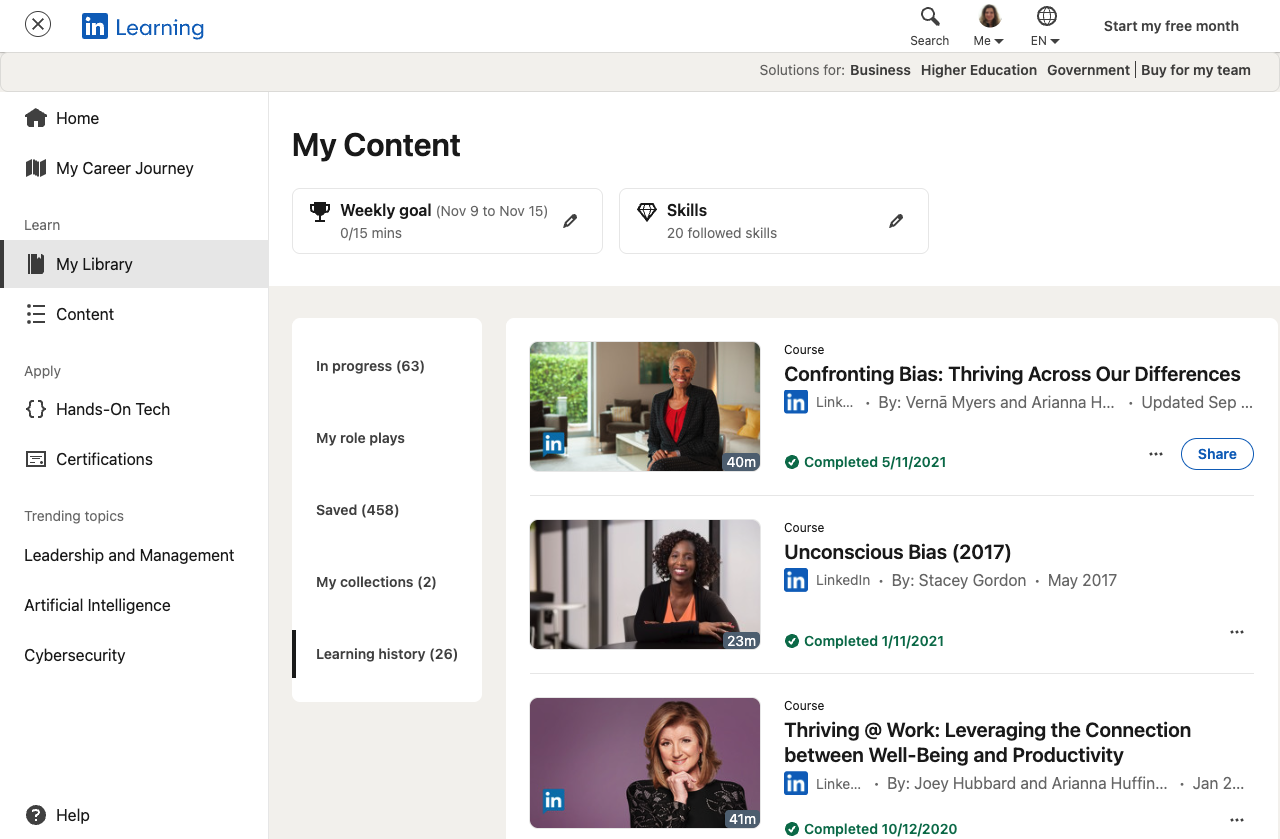 in Learning
Search
Me
EN
Start my free month
Solutions for: Business Higher Education Government Buy for my team
Home
My Career Journey
Learn
My Library
Content
Apply
Hands-On Tech
Certifications
Trending topics
Leadership and Management
Artificial Intelligence
Cybersecurity
Help
My Content
Weekly goal (Nov 9 to Nov 15)
0/15 mins
Skills
20 followed skills
In progress (63)
My role plays
Saved (458)
My collections (2)
Learning history (26)
in
40m
Course
Confronting Bias: Thriving Across Our Differences
in Link... · By: Vernā Myers and Arianna H... · Updated Sep ...
Completed 5/11/2021
Share
23m
Course
Unconscious Bias (2017)
in LinkedIn · By: Stacey Gordon · May 2017
Completed 1/11/2021
in
41m
Course
Thriving @ Work: Leveraging the Connection
between Well-Being and Productivity
in Linke... · By: Joey Hubbard and Arianna Huffin... · Jan 2...
Completed 10/12/2020